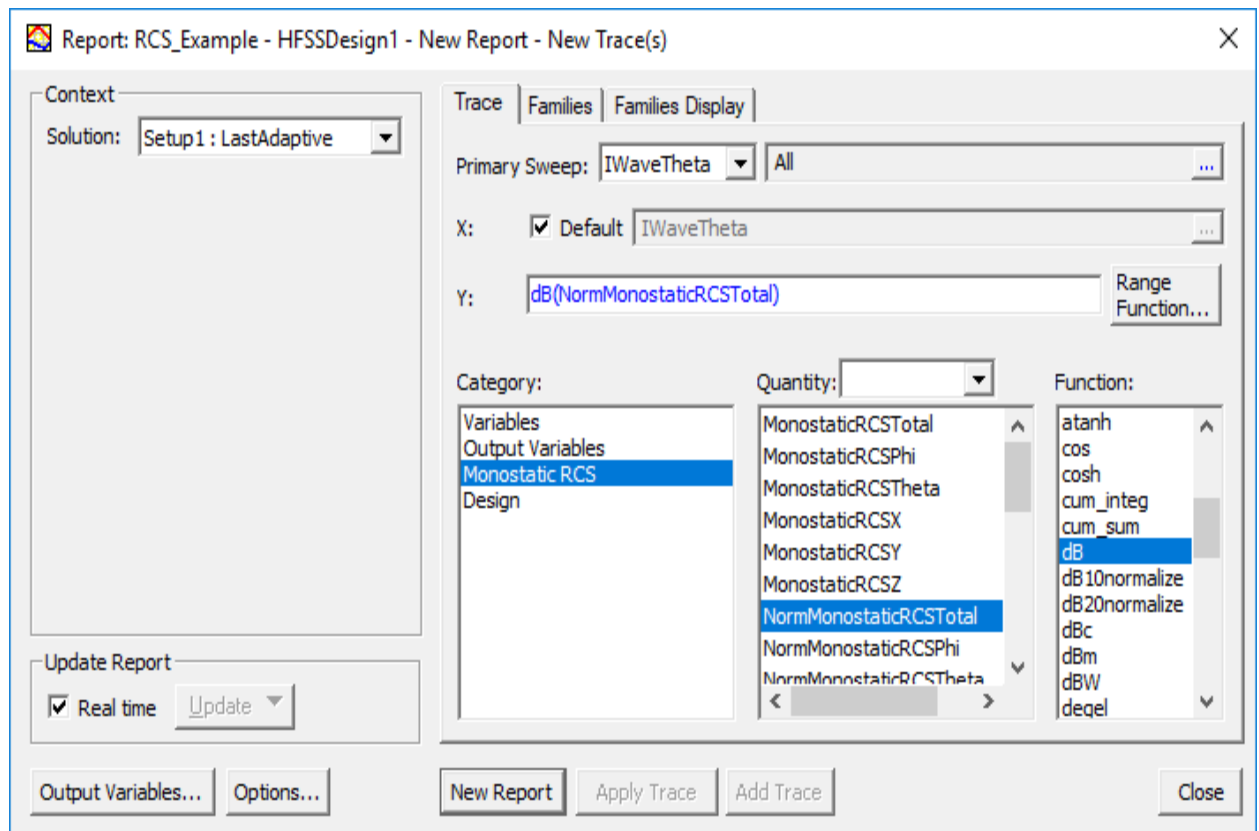 Report: RCS_Example - HFSSDesign1 - New Report - New Trace(s)
Context
Solution: Setup1 : LastAdaptive
Trace Families Families Display
Primary Sweep: IWaveTheta All ...
X: Default IWaveTheta ...
Y: dB(NormMonostaticRCSTotal)
Range
Function...
Category:
Variables
Output Variables
Monostatic RCS
Design
Quantity:
MonostaticRCSTotal
MonostaticRCSPhi
MonostaticRCSTheta
MonostaticRCSX
MonostaticRCSY
MonostaticRCSZ
NormMonostaticRCSTotal
NormMonostaticRCSPhi
NormMonostaticRCSTheta
Function:
atanh
cos
cosh
cum_integ
cum_sum
dB
dB10normalize
dB20normalize
dBc
dBm
dBW
degel
Update Report
Real time Update
Output Variables... Options... New Report Apply Trace Add Trace Close